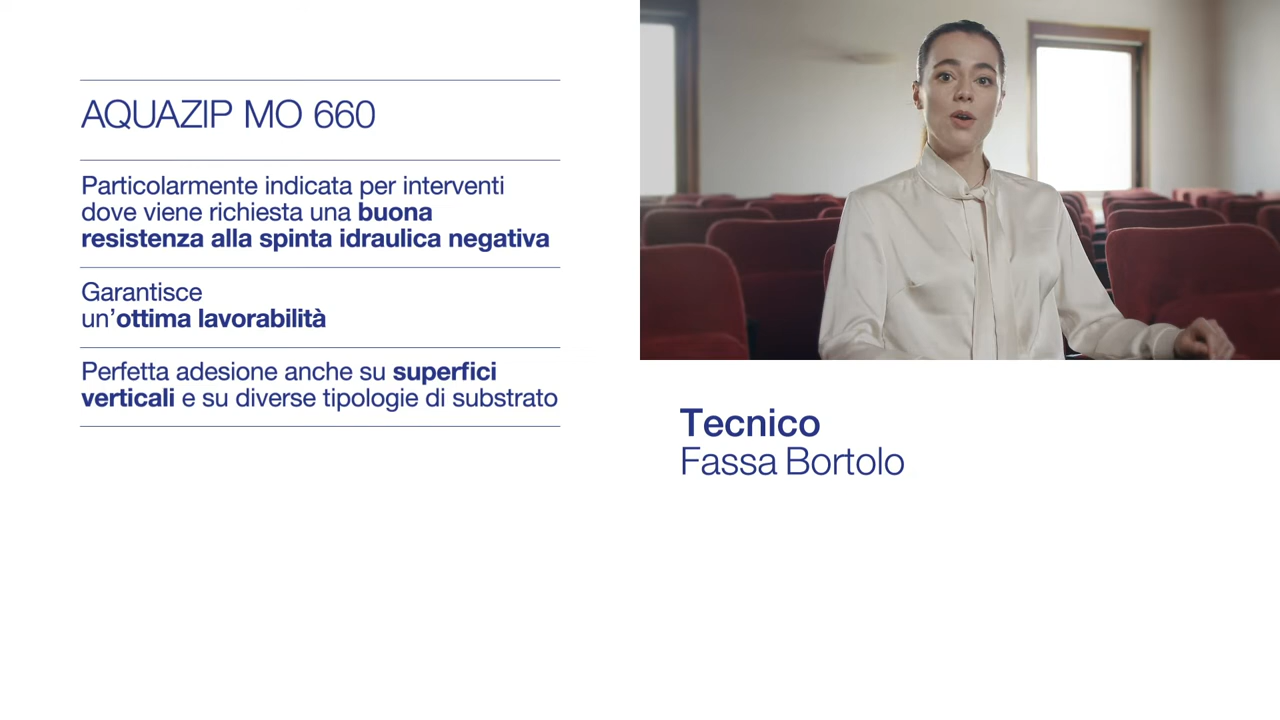 AQUAZIP MO 660
Particolarmente indicata per interventi
dove viene richiesta una buona
resistenza alla spinta idraulica negativa
Garantisce
un’ottima lavorabilità
Perfetta adesione anche su superfici
verticali e su diverse tipologie di substrato
Tecnico
Fassa Bortolo